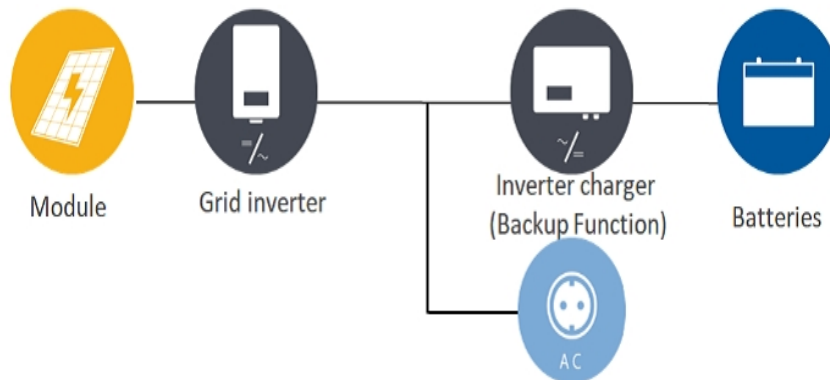 Module
Grid inverter
Inverter charger
(Backup Function)
Batteries
AC